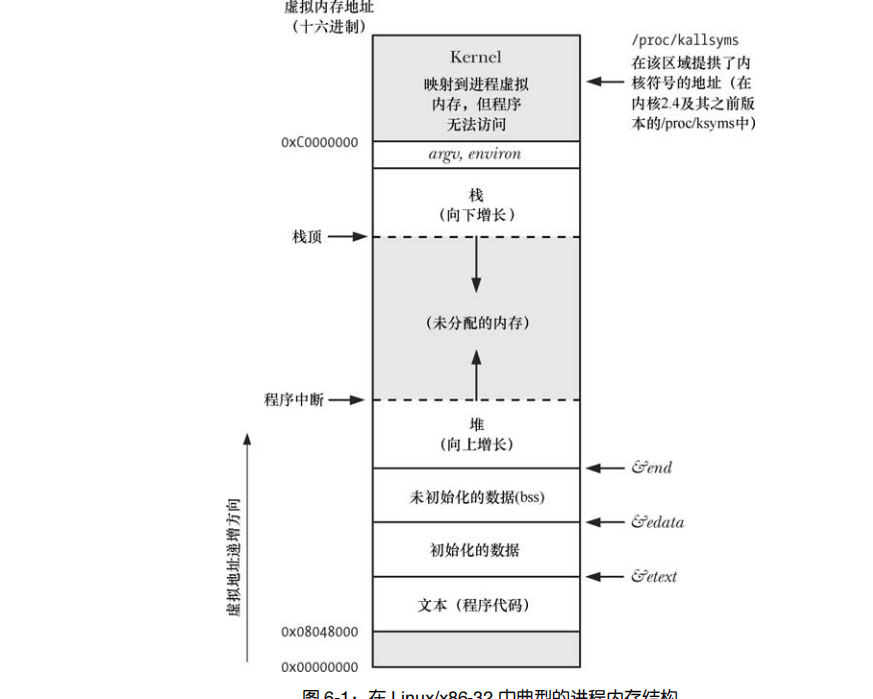 虚拟内存地址
（十六进制）
Kernel
映射到进程虚拟
内存，但程序
无法访问
/proc/kallsyms
在该区域提拱了内
核符号的地址（在
内核2.4及其之前版
本的/proc/ksyms中）
0xC0000000
argv, environ
栈
（向下增长）
栈顶
（未分配的内存）
程序中断
堆
（向上增长）
&end
未初始化的数据(bss)
&edata
初始化的数据
&etext
文本（程序代码）
虚拟地址递增方向
0x08048000
0x00000000
图 6-1：在 Linux/x86-32 中典型的进程内存结构